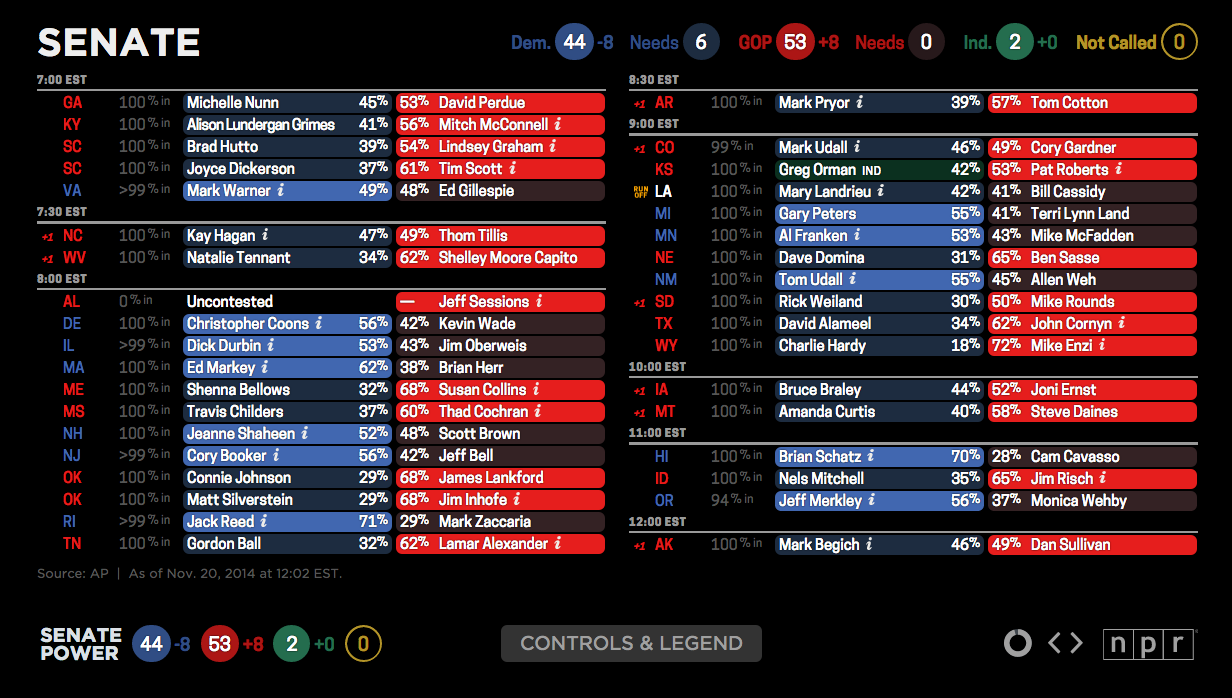 SENATE
Dem. 44 -8 Needs 6 GOP 53 +8 Needs 0 Ind. 2 +0 Not Called 0
7:00 EST
GA 100% in Michelle Nunn 45% 53% David Perdue
KY 100% in Alison Lundergan Grimes 41% 56% Mitch McConnell i
SC 100% in Brad Hutto 39% 54% Lindsey Graham i
SC 100% in Joyce Dickerson 37% 61% Tim Scott i
VA >99% in Mark Warner i 49% 48% Ed Gillespie
7:30 EST
+1 NC 100% in Kay Hagan i 47% 49% Thom Tillis
+1 WV 100% in Natalie Tennant 34% 62% Shelley Moore Capito
8:00 EST
AL 0% in Uncontested — Jeff Sessions i
DE 100% in Christopher Coons i 56% 42% Kevin Wade
IL >99% in Dick Durbin i 53% 43% Jim Oberweis
MA 100% in Ed Markey i 62% 38% Brian Herr
ME 100% in Shenna Bellows 32% 68% Susan Collins i
MS 100% in Travis Childers 37% 60% Thad Cochran i
NH 100% in Jeanne Shaheen i 52% 48% Scott Brown
NJ >99% in Cory Booker i 56% 42% Jeff Bell
OK 100% in Connie Johnson 29% 68% James Lankford
OK 100% in Matt Silverstein 29% 68% Jim Inhofe i
RI >99% in Jack Reed i 71% 29% Mark Zaccaria
TN 100% in Gordon Ball 32% 62% Lamar Alexander i
8:30 EST
+1 AR 100% in Mark Pryor i 39% 57% Tom Cotton
9:00 EST
+1 CO 99% in Mark Udall i 46% 49% Cory Gardner
KS 100% in Greg Orman IND 42% 53% Pat Roberts i
RUN OFF LA 100% in Mary Landrieu i 42% 41% Bill Cassidy
MI 100% in Gary Peters 55% 41% Terri Lynn Land
MN 100% in Al Franken i 53% 43% Mike McFadden
NE 100% in Dave Domina 31% 65% Ben Sasse
NM 100% in Tom Udall i 55% 45% Allen Weh
+1 SD 100% in Rick Weiland 30% 50% Mike Rounds
TX 100% in David Alameel 34% 62% John Cornyn i
WY 100% in Charlie Hardy 18% 72% Mike Enzi i
10:00 EST
+1 IA 100% in Bruce Braley 44% 52% Joni Ernst
+1 MT 100% in Amanda Curtis 40% 58% Steve Daines
11:00 EST
HI 100% in Brian Schatz i 70% 28% Cam Cavasso
ID 100% in Nels Mitchell 35% 65% Jim Risch i
OR 94% in Jeff Merkley i 56% 37% Monica Wehby
12:00 EST
+1 AK 100% in Mark Begich i 46% 49% Dan Sullivan
Source: AP | As of Nov. 20, 2014 at 12:02 EST.
SENATE POWER 44 -8 53 +8 2 +0 0
CONTROLS & LEGEND
npr